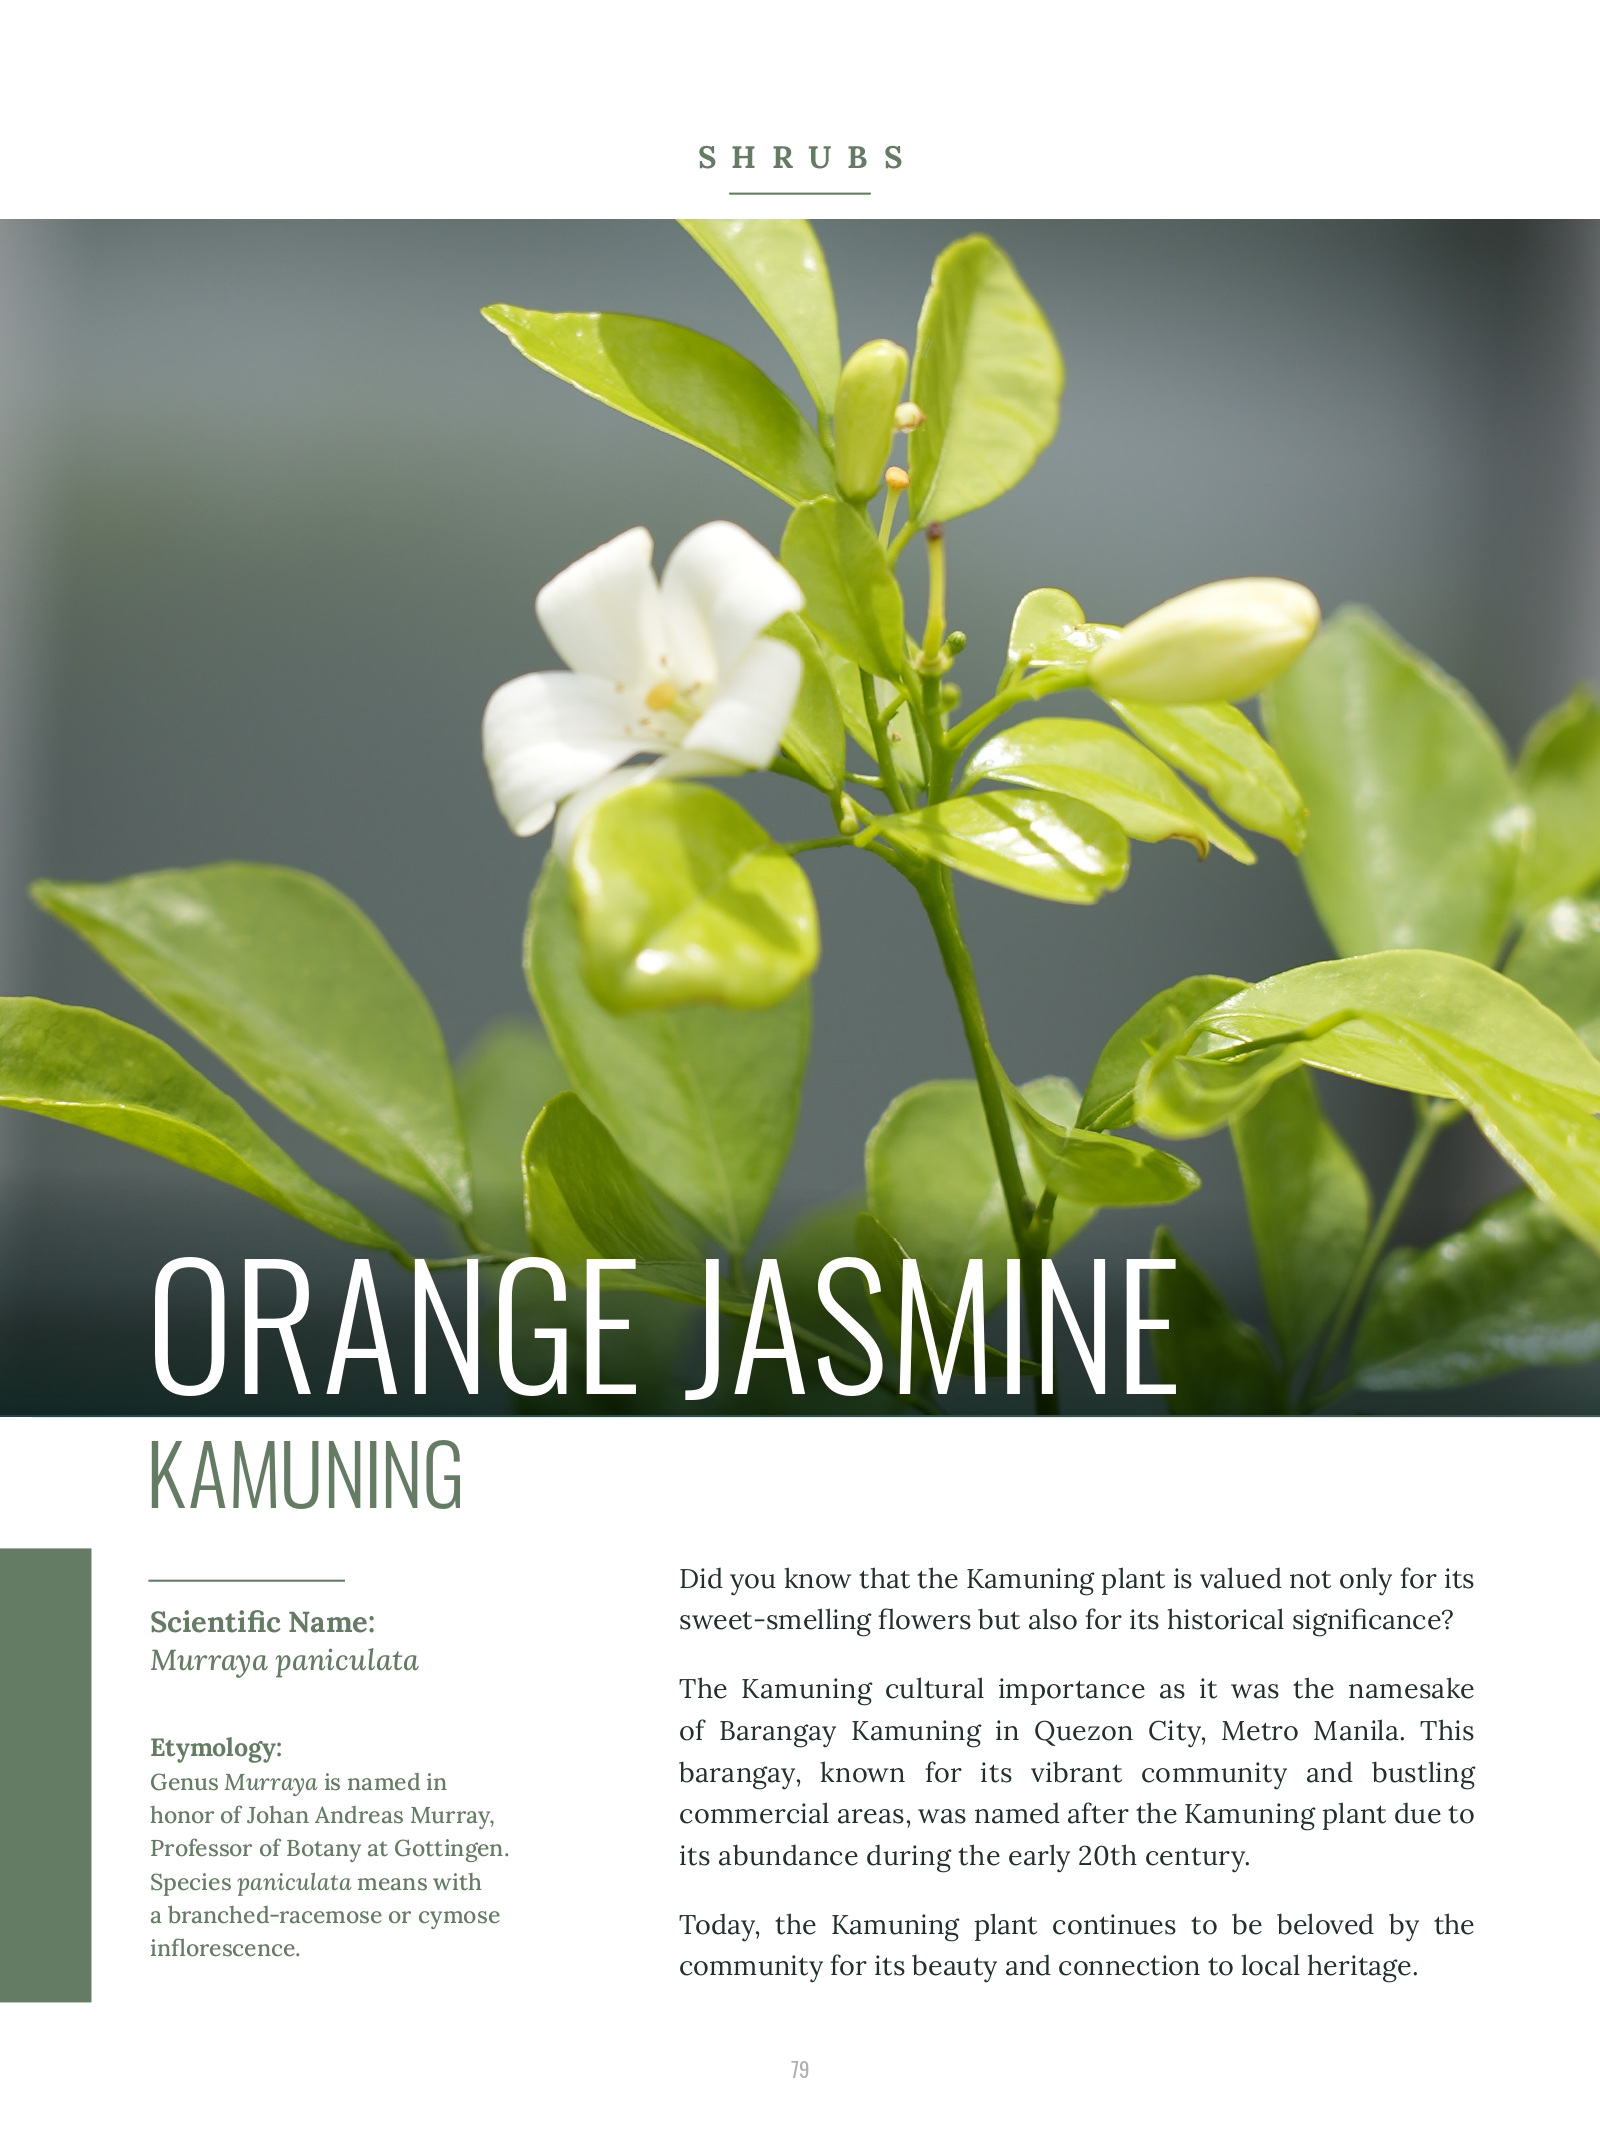 SHRUBS
ORANGE JASMINE
KAMUNING
Scientific Name:
Murraya paniculata
Etymology:
Genus Murraya is named in
honor of Johan Andreas Murray,
Professor of Botany at Gottingen.
Species paniculata means with
a branched-racemose or cymose
inflorescence.
Did you know that the Kamuning plant is valued not only for its
sweet-smelling flowers but also for its historical significance?
The Kamuning cultural importance as it was the namesake
of Barangay Kamuning in Quezon City, Metro Manila. This
barangay, known for its vibrant community and bustling
commercial areas, was named after the Kamuning plant due to
its abundance during the early 20th century.
Today, the Kamuning plant continues to be beloved by the
community for its beauty and connection to local heritage.
79